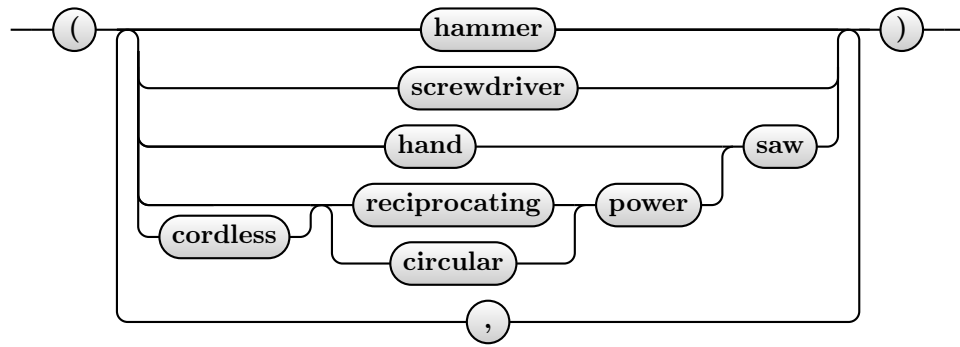 ( hammer )
screwdriver
hand saw
reciprocating power
cordless
circular
,